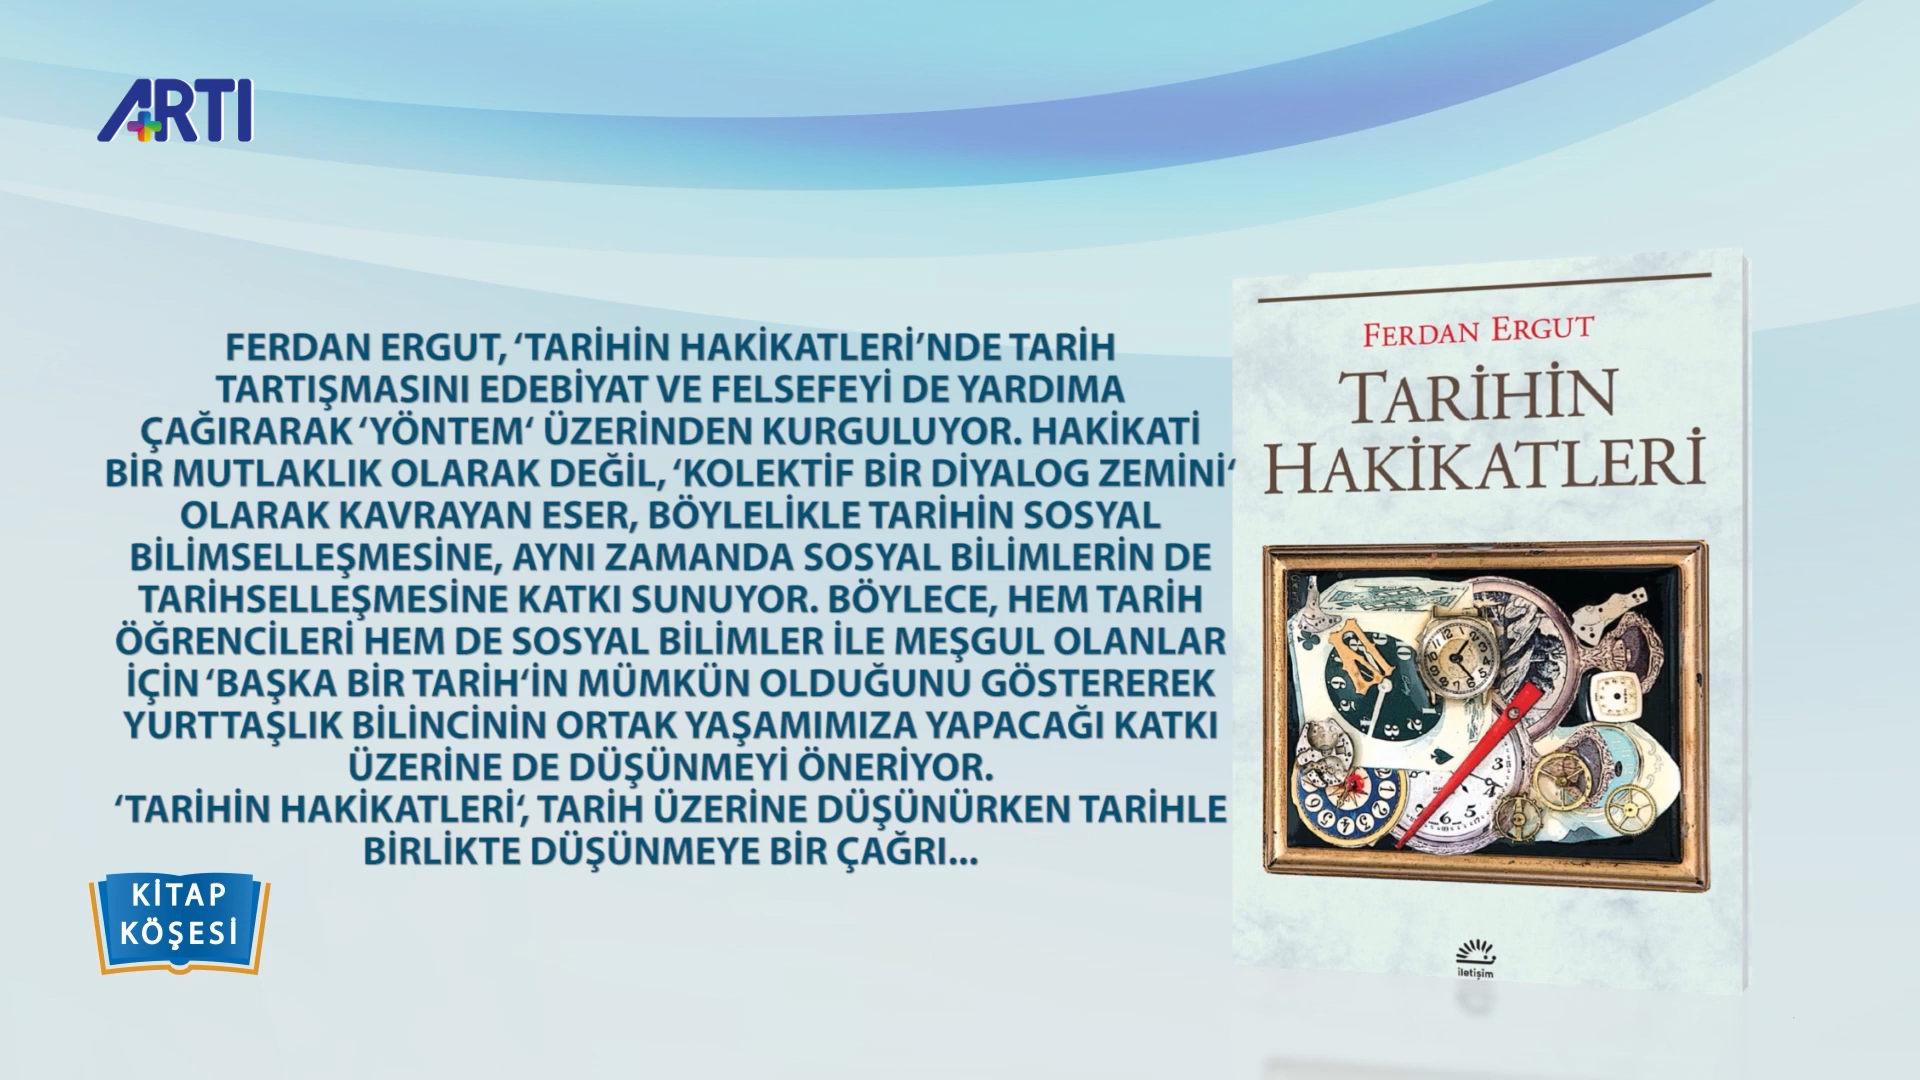 ARTI
FERDAN ERGUT, ‘TARİHİN HAKİKATLERİ’NDE TARİH
TARTIŞMASINI EDEBİYAT VE FELSEFEYİ DE YARDIMA
ÇAĞIRARAK ‘YÖNTEM‘ ÜZERİNDEN KURGULUYOR. HAKİKATİ
BİR MUTLAKLIK OLARAK DEĞİL, ‘KOLEKTİF BİR DİYALOG ZEMİNİ‘
OLARAK KAVRAYAN ESER, BÖYLELİKLE TARİHİN SOSYAL
BİLİMSELLEŞMESİNE, AYNI ZAMANDA SOSYAL BİLİMLERİN DE
TARİHSELLEŞMESİNE KATKI SUNUYOR. BÖYLECE, HEM TARİH
ÖĞRENCİLERİ HEM DE SOSYAL BİLİMLER İLE MEŞGUL OLANLAR
İÇİN ‘BAŞKA BİR TARİH‘İN MÜMKÜN OLDUĞUNU GÖSTEREREK
YURTTAŞLIK BİLİNCİNİN ORTAK YAŞAMIMIZA YAPACAĞI KATKI
ÜZERİNE DE DÜŞÜNMEYİ ÖNERİYOR.
‘TARİHİN HAKİKATLERİ‘, TARİH ÜZERİNE DÜŞÜNÜRKEN TARİHLE
BİRLİKTE DÜŞÜNMEYE BİR ÇAĞRI...
KİTAP
KÖŞESİ
FERDAN ERGUT
TARİHİN
HAKİKATLERİ
iletişim